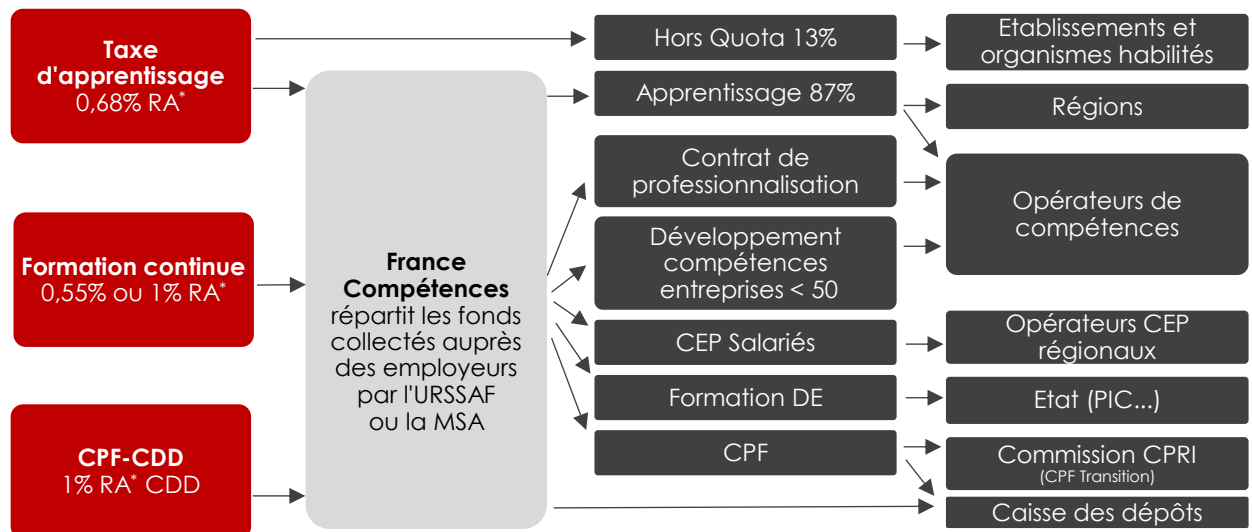 Taxe
d'apprentissage
0,68% RA*
Formation continue
0,55% ou 1% RA*
CPF-CDD
1% RA* CDD
France
Compétences
répartit les fonds
collectés auprès
des employeurs
par l'URSSAF
ou la MSA
Hors Quota 13%
Apprentissage 87%
Contrat de
professionnalisation
Développement
compétences
entreprises < 50
CEP Salariés
Formation DE
CPF
Etablissements et
organismes habilités
Régions
Opérateurs de
compétences
Opérateurs CEP
régionaux
Etat (PIC...)
Commission CPRI
(CPF Transition)
Caisse des dépôts